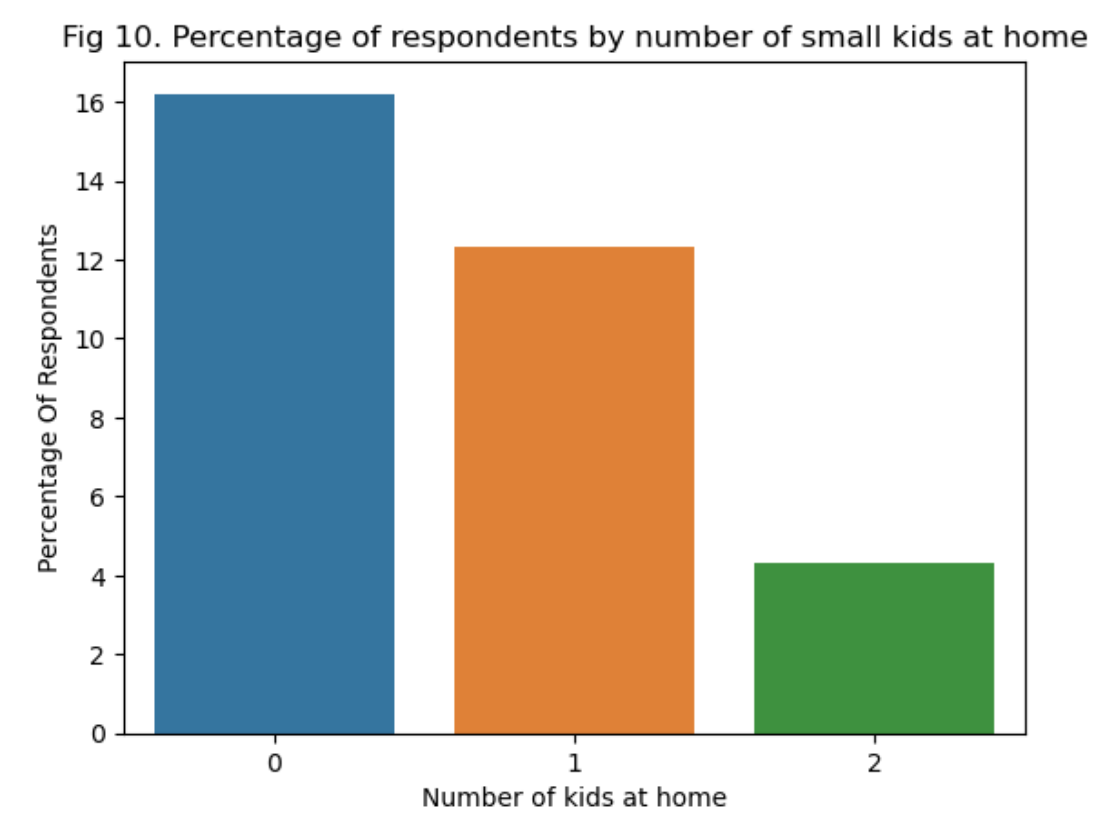 Fig 10. Percentage of respondents by number of small kids at home
Percentage Of Respondents
16
14
12
10
8
6
4
2
0
0 1 2
Number of kids at home